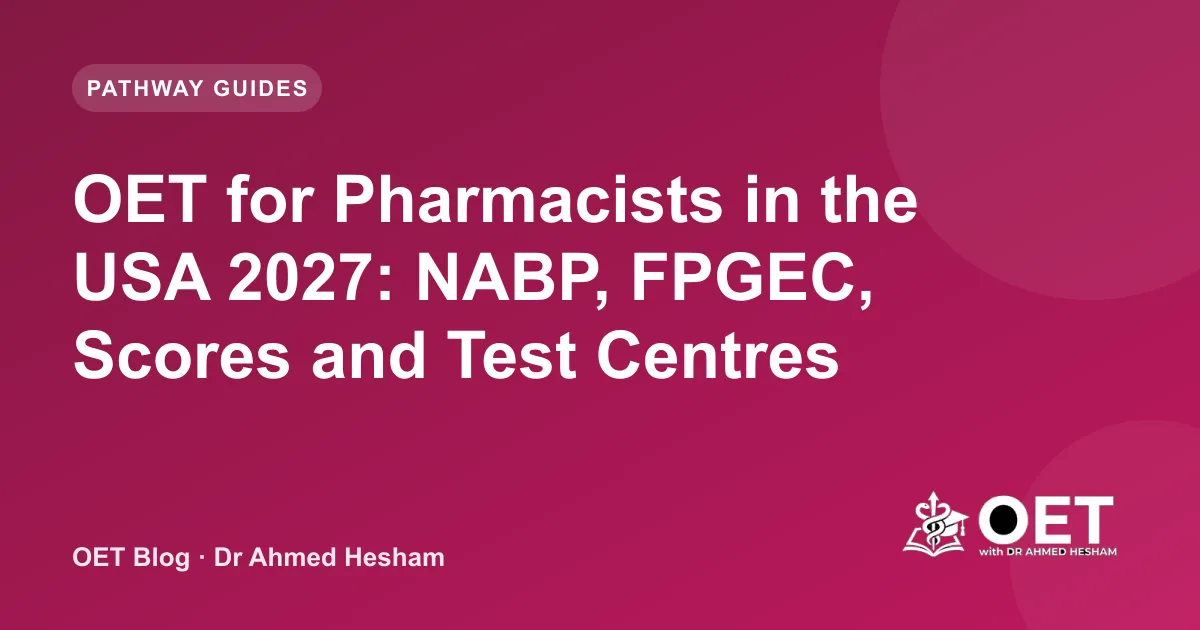 PATHWAY GUIDES
OET for Pharmacists in the
USA 2027: NABP, FPGEC,
Scores and Test Centres
OET Blog · Dr Ahmed Hesham
OET
with DR AHMED HESHAM